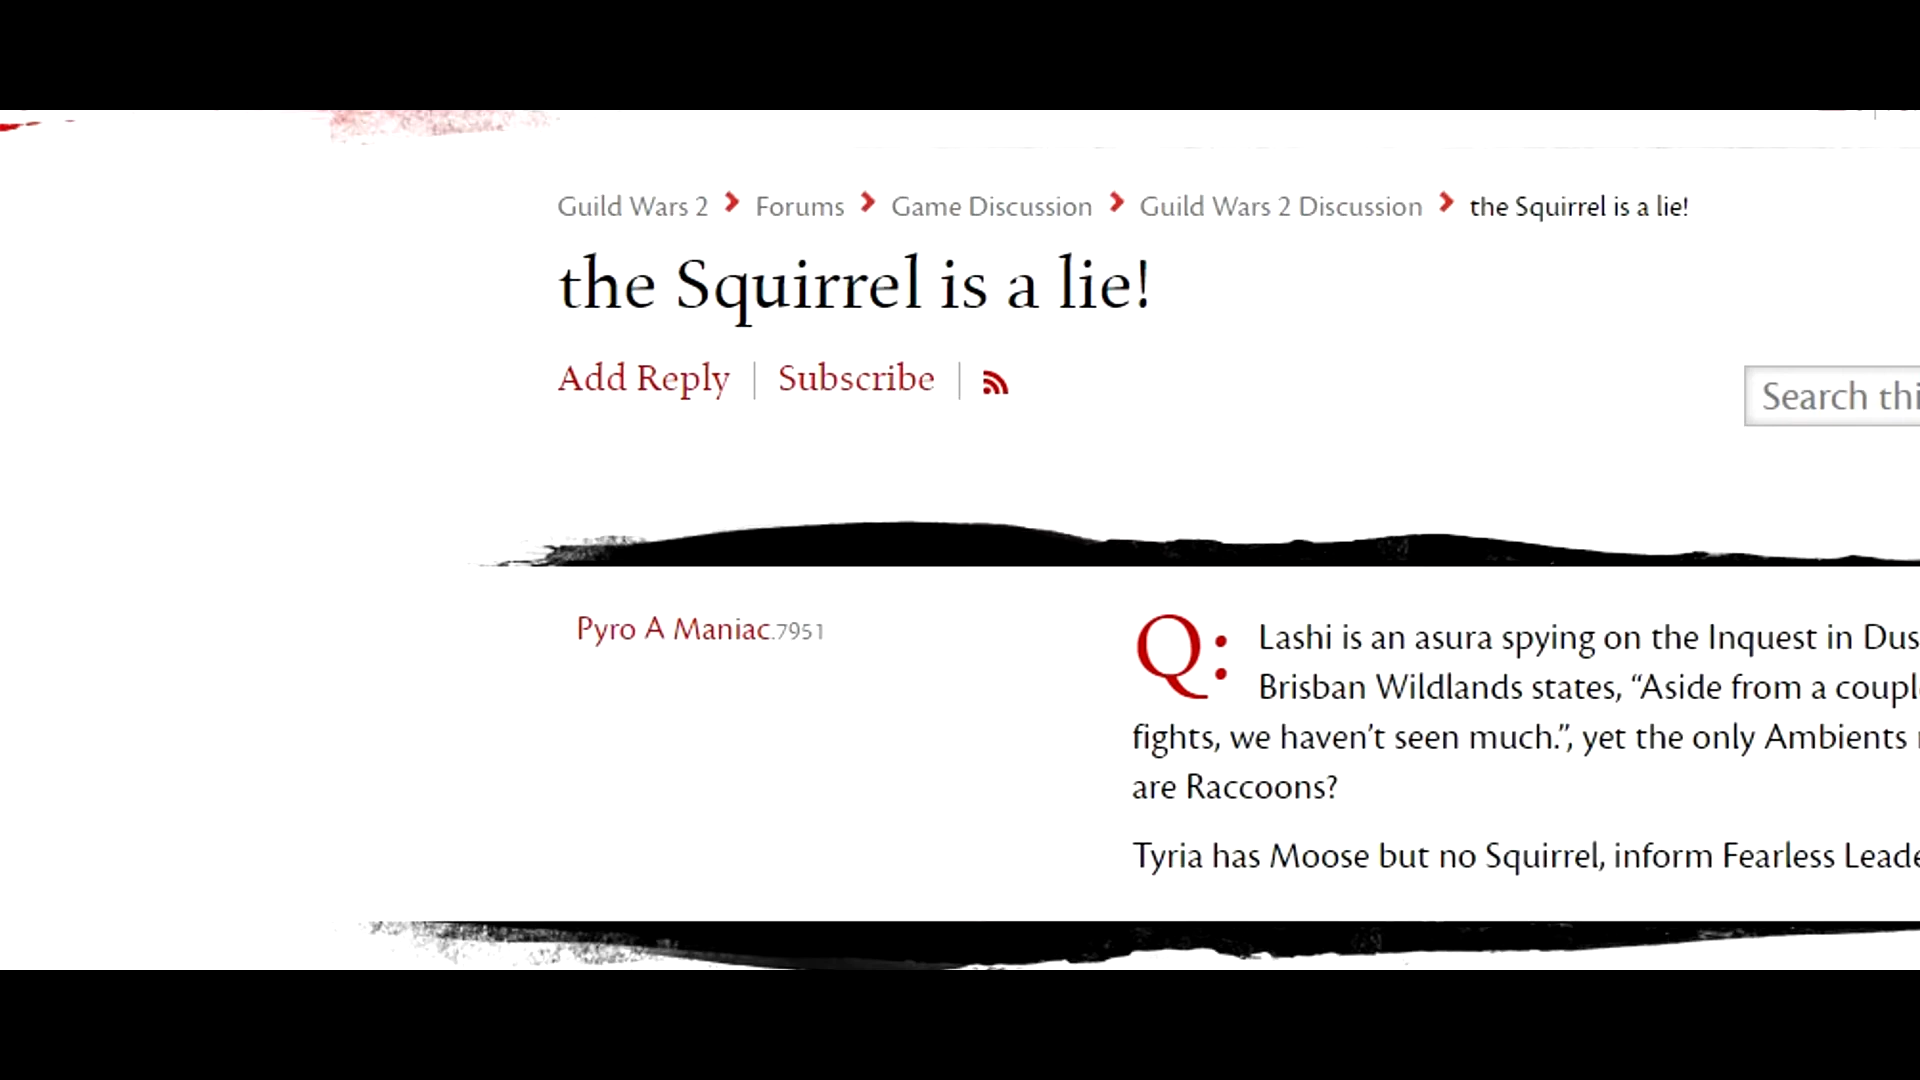 Guild Wars 2 Forums Game Discussion Guild Wars 2 Discussion the Squirrel is a lie!
the Squirrel is a lie!
Add Reply Subscribe
Search thi
Pyro A Maniac.7951
Q: Lashi is an asura spying on the Inquest in Dus
Brisban Wildlands states, “Aside from a coupl
fights, we haven’t seen much.”, yet the only Ambients
are Raccoons?
Tyria has Moose but no Squirrel, inform Fearless Leade